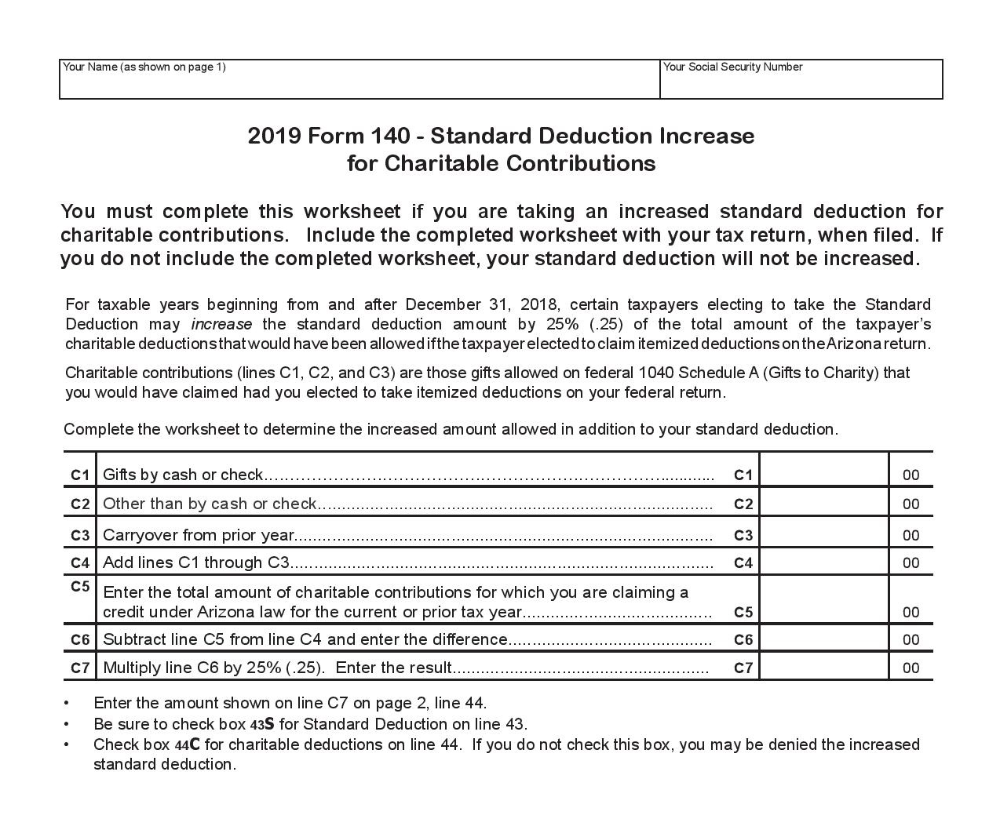 Your Name (as shown on page 1) Your Social Security Number
2019 Form 140 - Standard Deduction Increase
for Charitable Contributions
You must complete this worksheet if you are taking an increased standard deduction for
charitable contributions. Include the completed worksheet with your tax return, when filed. If
you do not include the completed worksheet, your standard deduction will not be increased.
For taxable years beginning from and after December 31, 2018, certain taxpayers electing to take the Standard
Deduction may increase the standard deduction amount by 25% (.25) of the total amount of the taxpayer's
charitable deductions that would have been allowed if the taxpayer elected to claim itemized deductions on the Arizona return.
Charitable contributions (lines C1, C2, and C3) are those gifts allowed on federal 1040 Schedule A (Gifts to Charity) that
you would have claimed had you elected to take itemized deductions on your federal return.
Complete the worksheet to determine the increased amount allowed in addition to your standard deduction.
C1 Gifts by cash or check........................................................................................ C1 00
C2 Other than by cash or check.................................................................................... C2 00
C3 Carryover from prior year........................................................................................ C3 00
C4 Add lines C1 through C3......................................................................................... C4 00
C5 Enter the total amount of charitable contributions for which you are claiming a
credit under Arizona law for the current or prior tax year........................................ C5 00
C6 Subtract line C5 from line C4 and enter the difference........................................... C6 00
C7 Multiply line C6 by 25% (.25). Enter the result...................................................... C7 00
• Enter the amount shown on line C7 on page 2, line 44.
• Be sure to check box 43S for Standard Deduction on line 43.
• Check box 44C for charitable deductions on line 44. If you do not check this box, you may be denied the increased
standard deduction.